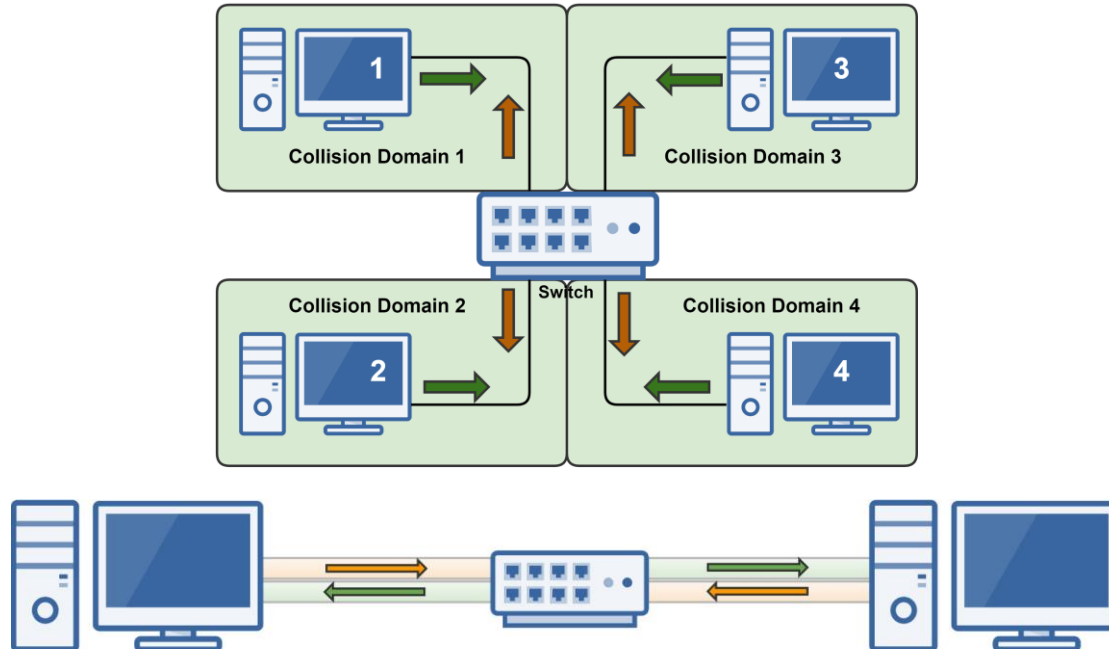 1
3
Collision Domain 1
Collision Domain 3
Switch
Collision Domain 2
Collision Domain 4
2
4